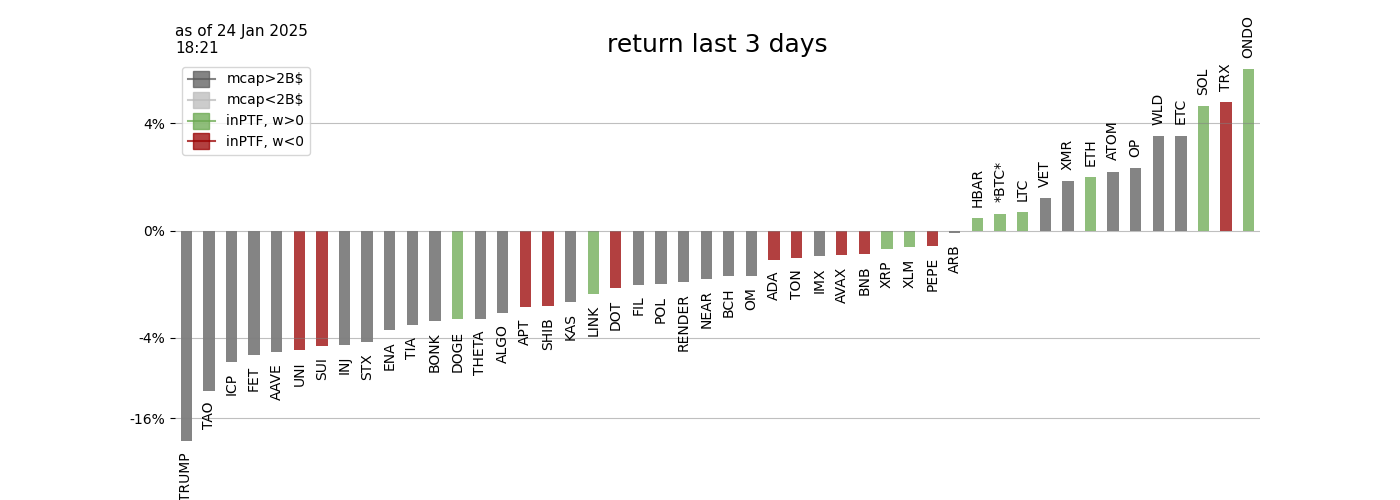 as of 24 Jan 2025
18:21
return last 3 days
mcap>2B$
mcap<2B$
inPTF, w>0
inPTF, w<0
4%
0%
-4%
-16%
TRUMP
TAO
ICP
FET
AAVE
UNI
SUI
INJ
STX
ENA
TIA
BONK
DOGE
THETA
ALGO
APT
SHIB
KAS
LINK
DOT
FIL
POL
RENDER
NEAR
BCH
OM
ADA
TON
IMX
AVAX
BNB
XRP
XLM
PEPE
ARB
HBAR
*BTC*
LTC
VET
XMR
ETH
ATOM
OP
WLD
ETC
SOL
TRX
ONDO